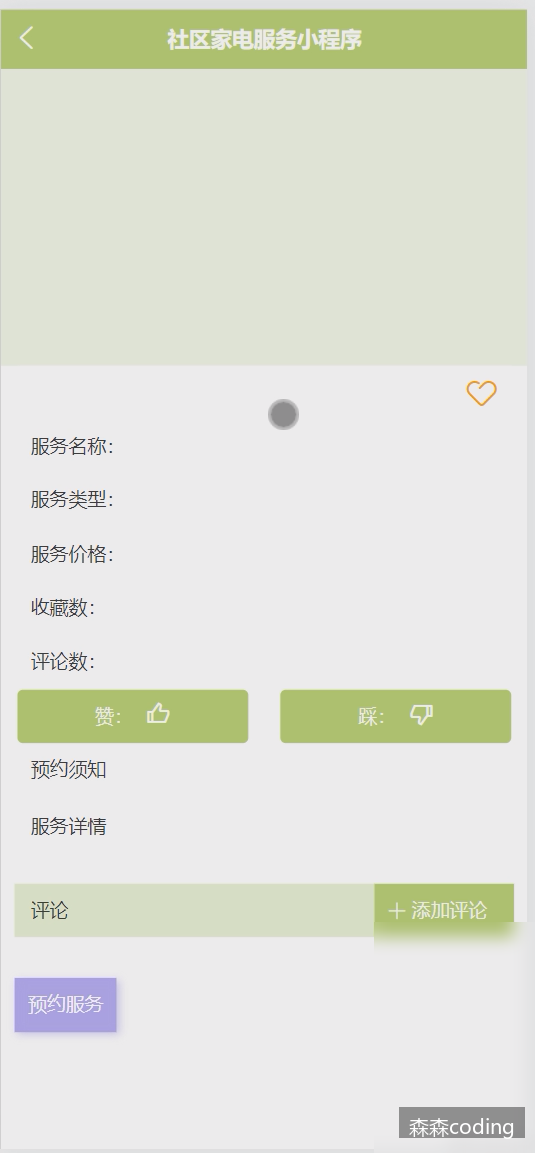 社区家电服务小程序
服务名称：
服务类型：
服务价格：
收藏数：
评论数：
赞：
踩：
预约须知
服务详情
评论
添加评论
预约服务
森森coding